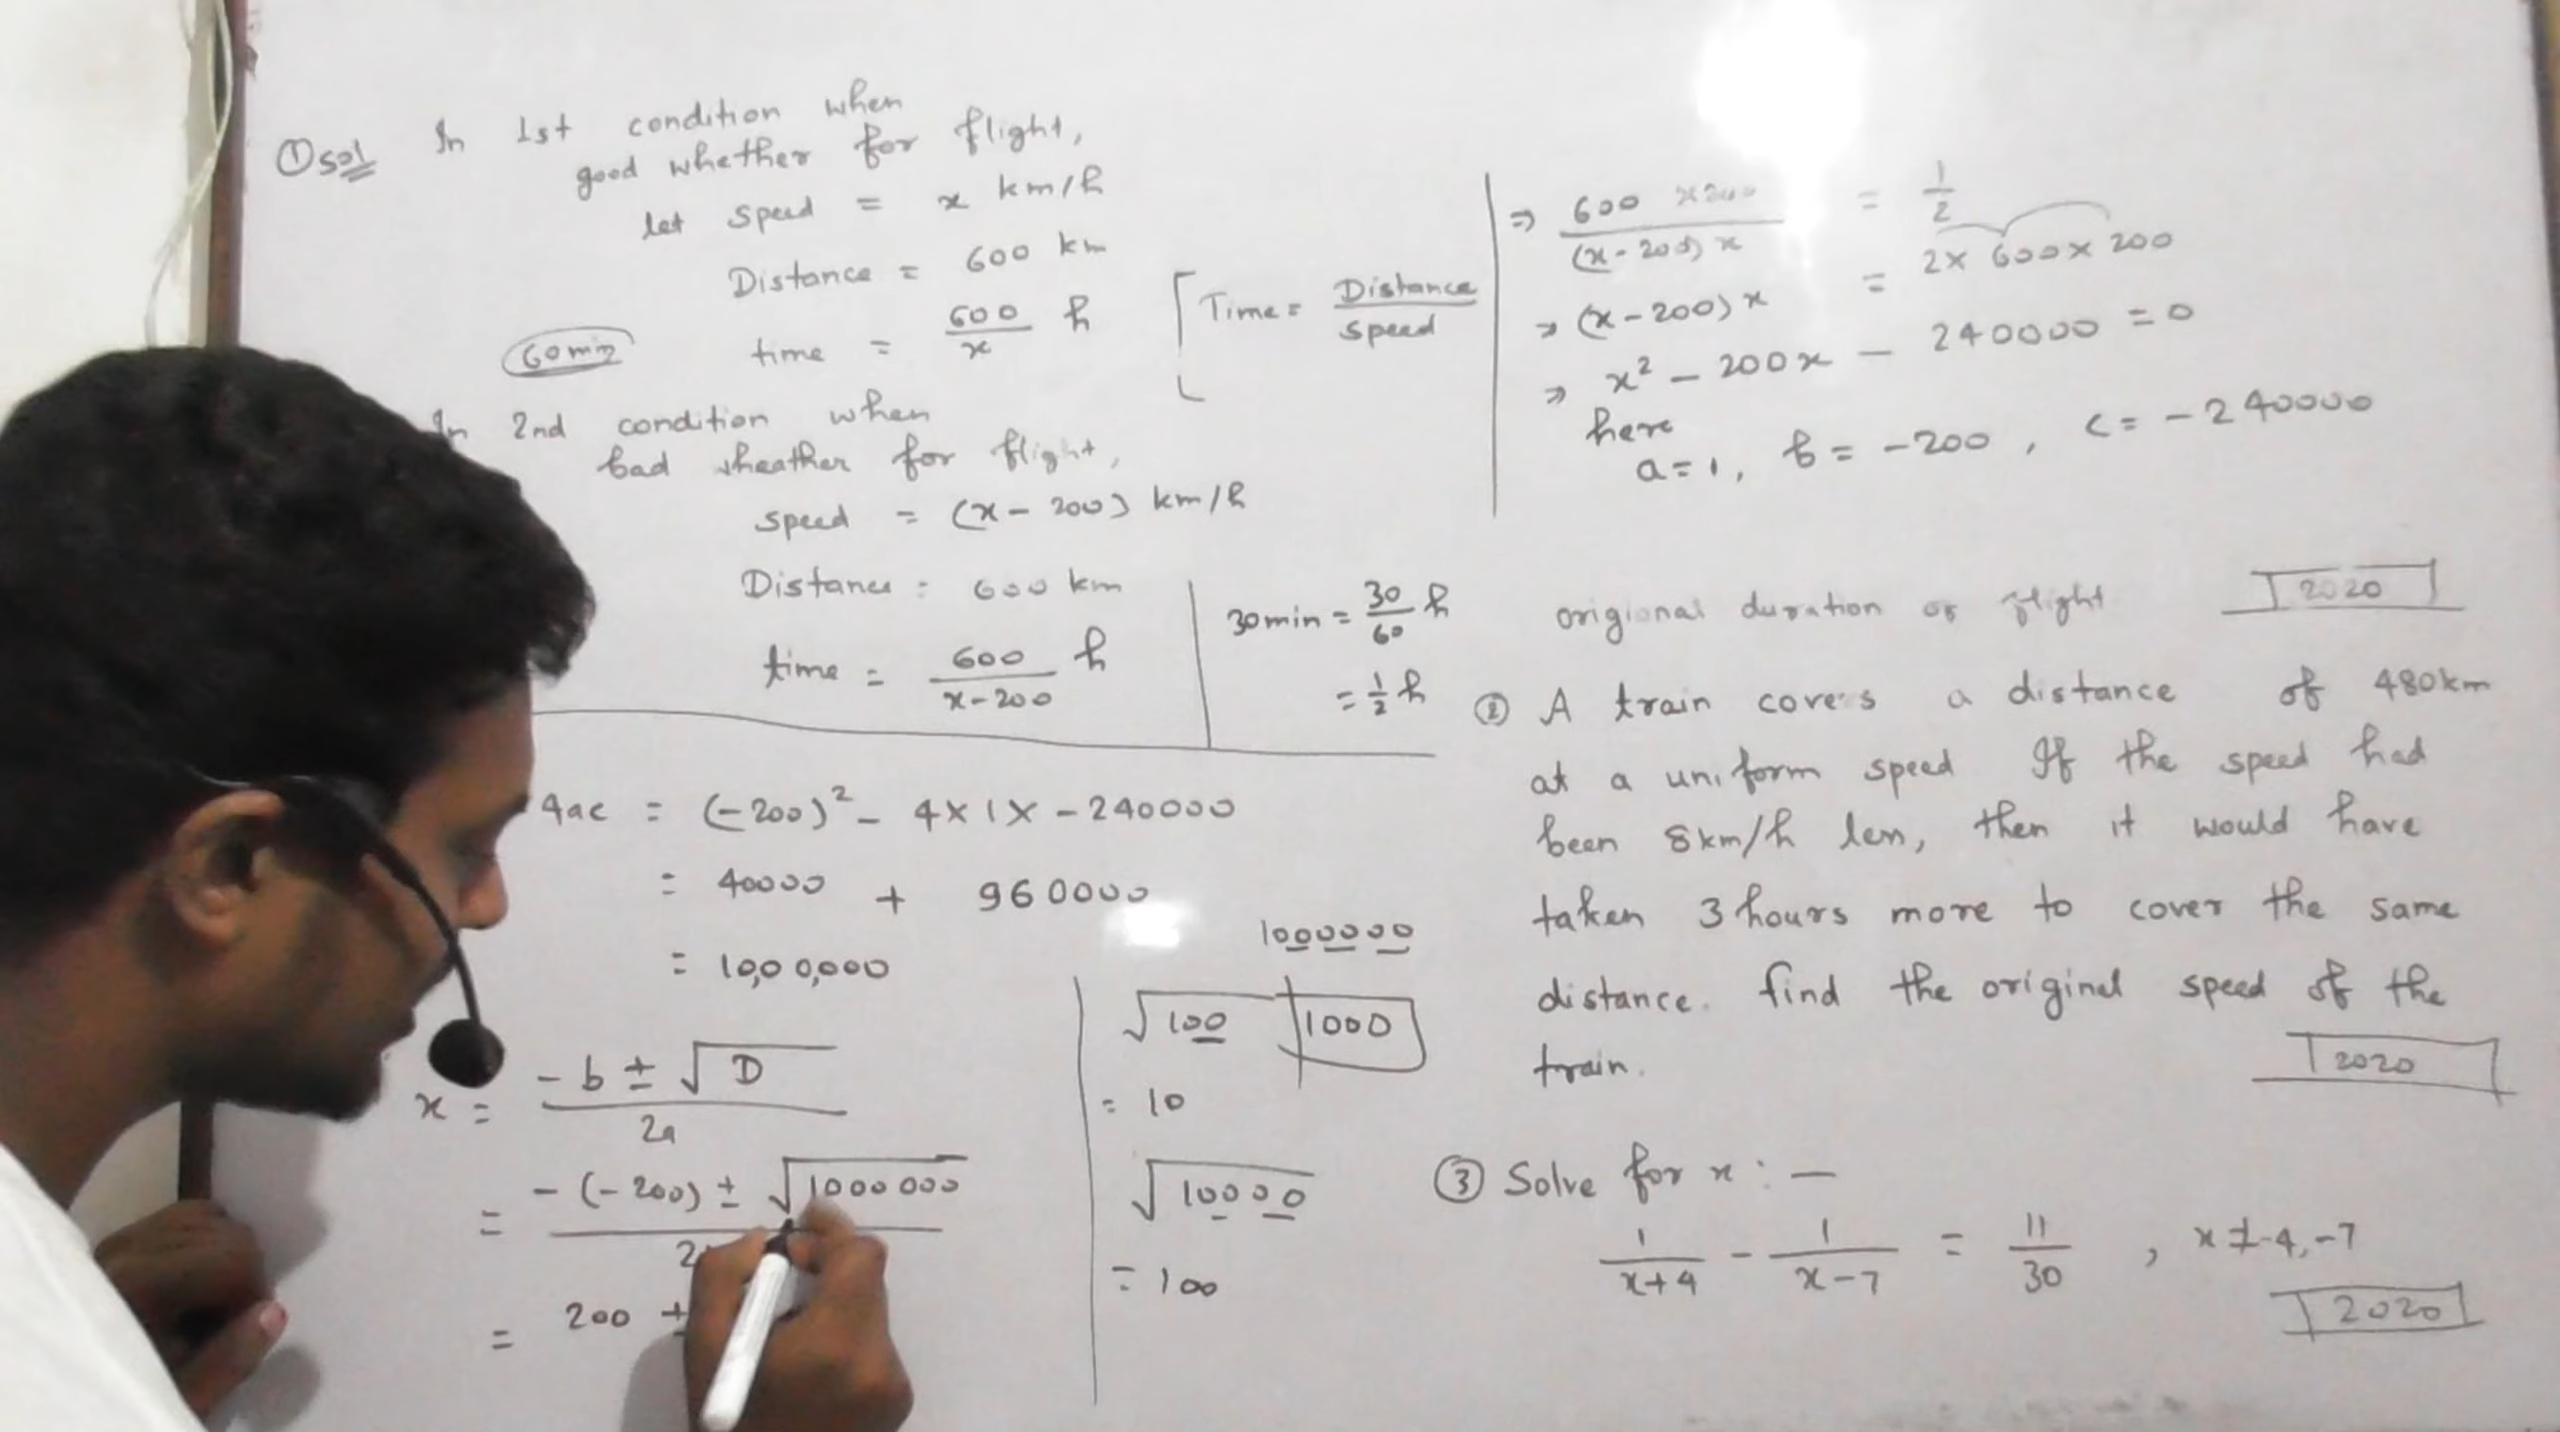 ① Sol In 1st condition when
good whether for flight,
let speed = x km/h
Distance = 600 km
60 min
time = 600/x h
[Time = Distance/Speed
In 2nd condition when
bad wheather for flight,
speed = (x - 200) km/h
Distance = 600 km
time = 600/(x-200) h
30 min = 30/60 h
= 1/2 h
4ac = (-200)² - 4×1×-240000
= 40000 + 960000
= 10,00,000
x = (-b ± √D)/2a
= (-(-200) ± √1000000)/2
= 200 ±
1000000
√100 | 1000
= 10
√10000
= 100
⇒ 600 × 200/((x-200)x) = 1/2
⇒ (x-200)x = 2×600×200
⇒ x² - 200x - 240000 = 0
here
a=1, b= -200, c= -240000
origional duration of flight 2020
② A train covers a distance of 480km
at a uniform speed If the speed had
been 8km/h less, then it would have
taken 3 hours more to cover the same
distance. find the original speed of the
train. 2020
③ Solve for x : —
1/(x+4) - 1/(x-7) = 11/30 , x ≠ -4, -7
2020